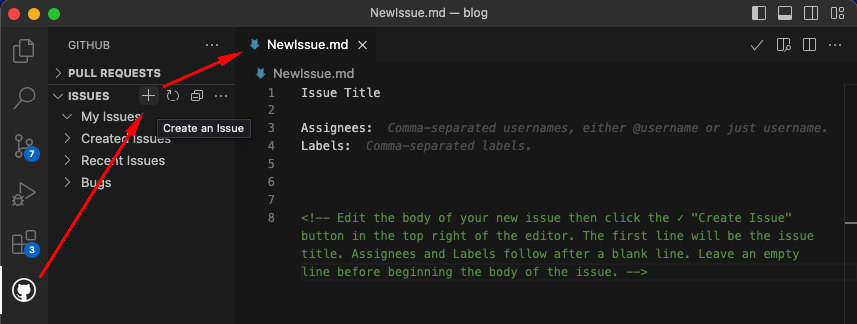 NewIssue.md — blog
GITHUB
PULL REQUESTS
ISSUES
Create an Issue
My Issues
Created Issues
Recent Issues
Bugs
7
3
NewIssue.md
NewIssue.md
1 Issue Title
2
3 Assignees: Comma-separated usernames, either @username or just username.
4 Labels: Comma-separated labels.
5
6
7
8 <!-- Edit the body of your new issue then click the ✓ "Create Issue"
button in the top right of the editor. The first line will be the issue
title. Assignees and Labels follow after a blank line. Leave an empty
line before beginning the body of the issue. -->